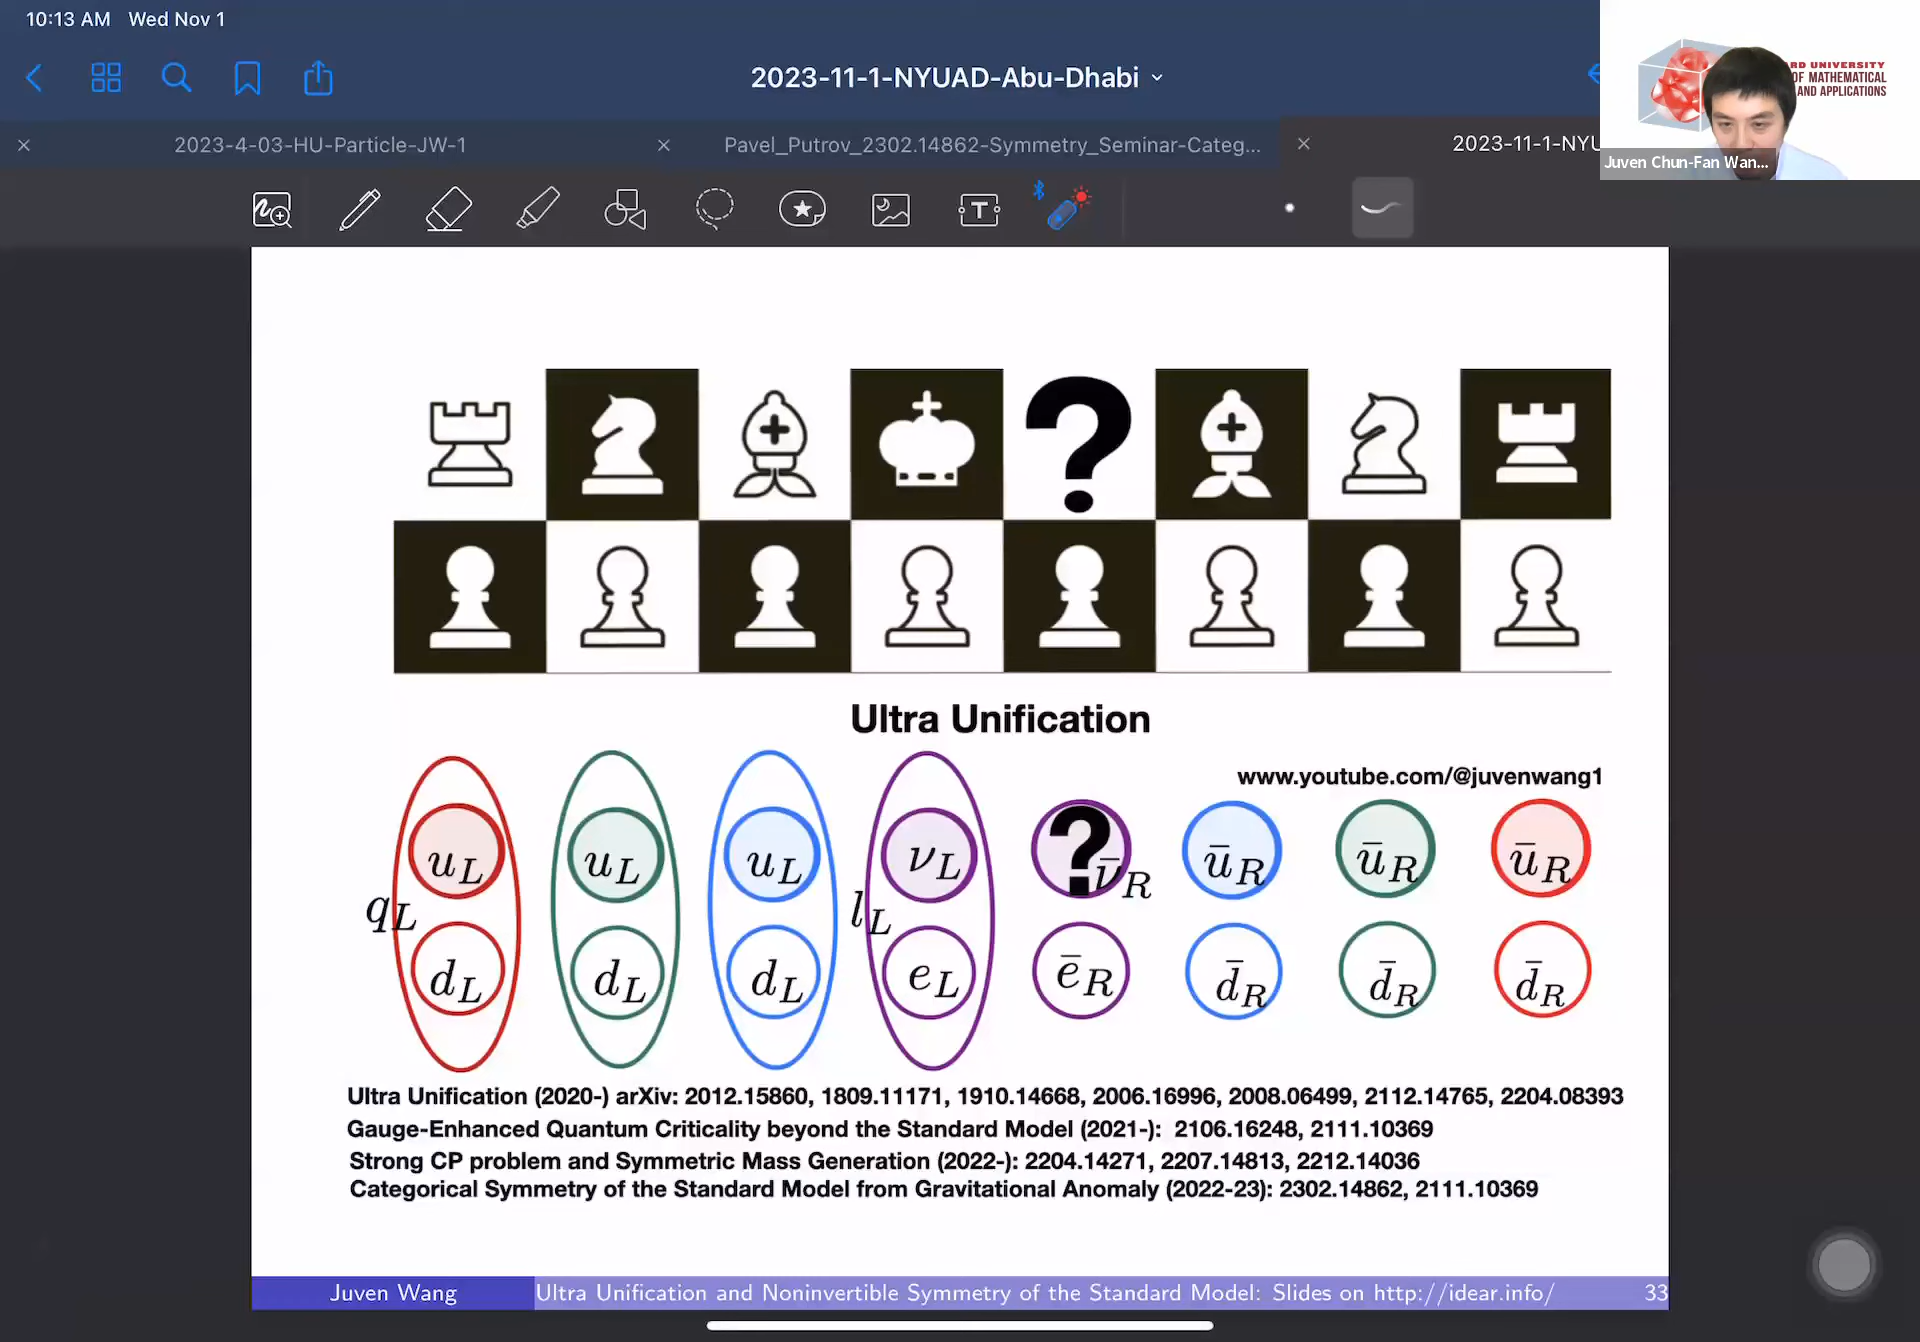 10:13 AM Wed Nov 1
2023-11-1-NYUAD-Abu-Dhabi
RD UNIVERSITY
OF MATHEMATICAL
AND APPLICATIONS
Juven Chun-Fan Wan...
2023-4-03-HU-Particle-JW-1
Pavel_Putrov_2302.14862-Symmetry_Seminar-Categ...
2023-11-1-NYU
T
?
Ultra Unification
www.youtube.com/@juvenwang1
u_L u_L u_L ν_L ? ν̄_R ū_R ū_R ū_R
q_L l_L
d_L d_L d_L e_L ē_R d̄_R d̄_R d̄_R
Ultra Unification (2020-) arXiv: 2012.15860, 1809.11171, 1910.14668, 2006.16996, 2008.06499, 2112.14765, 2204.08393
Gauge-Enhanced Quantum Criticality beyond the Standard Model (2021-): 2106.16248, 2111.10369
Strong CP problem and Symmetric Mass Generation (2022-): 2204.14271, 2207.14813, 2212.14036
Categorical Symmetry of the Standard Model from Gravitational Anomaly (2022-23): 2302.14862, 2111.10369
Juven Wang Ultra Unification and Noninvertible Symmetry of the Standard Model: Slides on http://idear.info/ 33